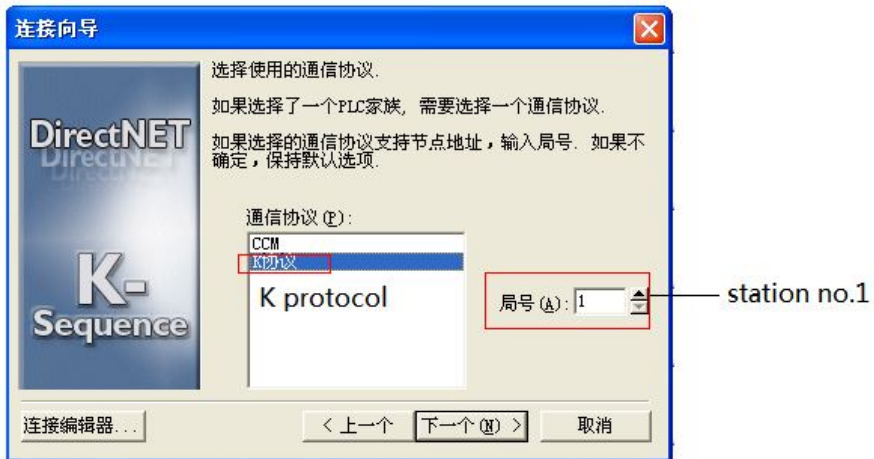 连接向导
选择使用的通信协议.
如果选择了一个PLC家族, 需要选择一个通信协议.
如果选择的通信协议支持节点地址，输入局号. 如果不
确定，保持默认选项.
DirectNET
DirectNET
DirectNET
K-
Sequence
通信协议(P):
CCM
K协议
K protocol
局号(A): 1
station no.1
连接编辑器...
< 上一个
下一个(N) >
取消